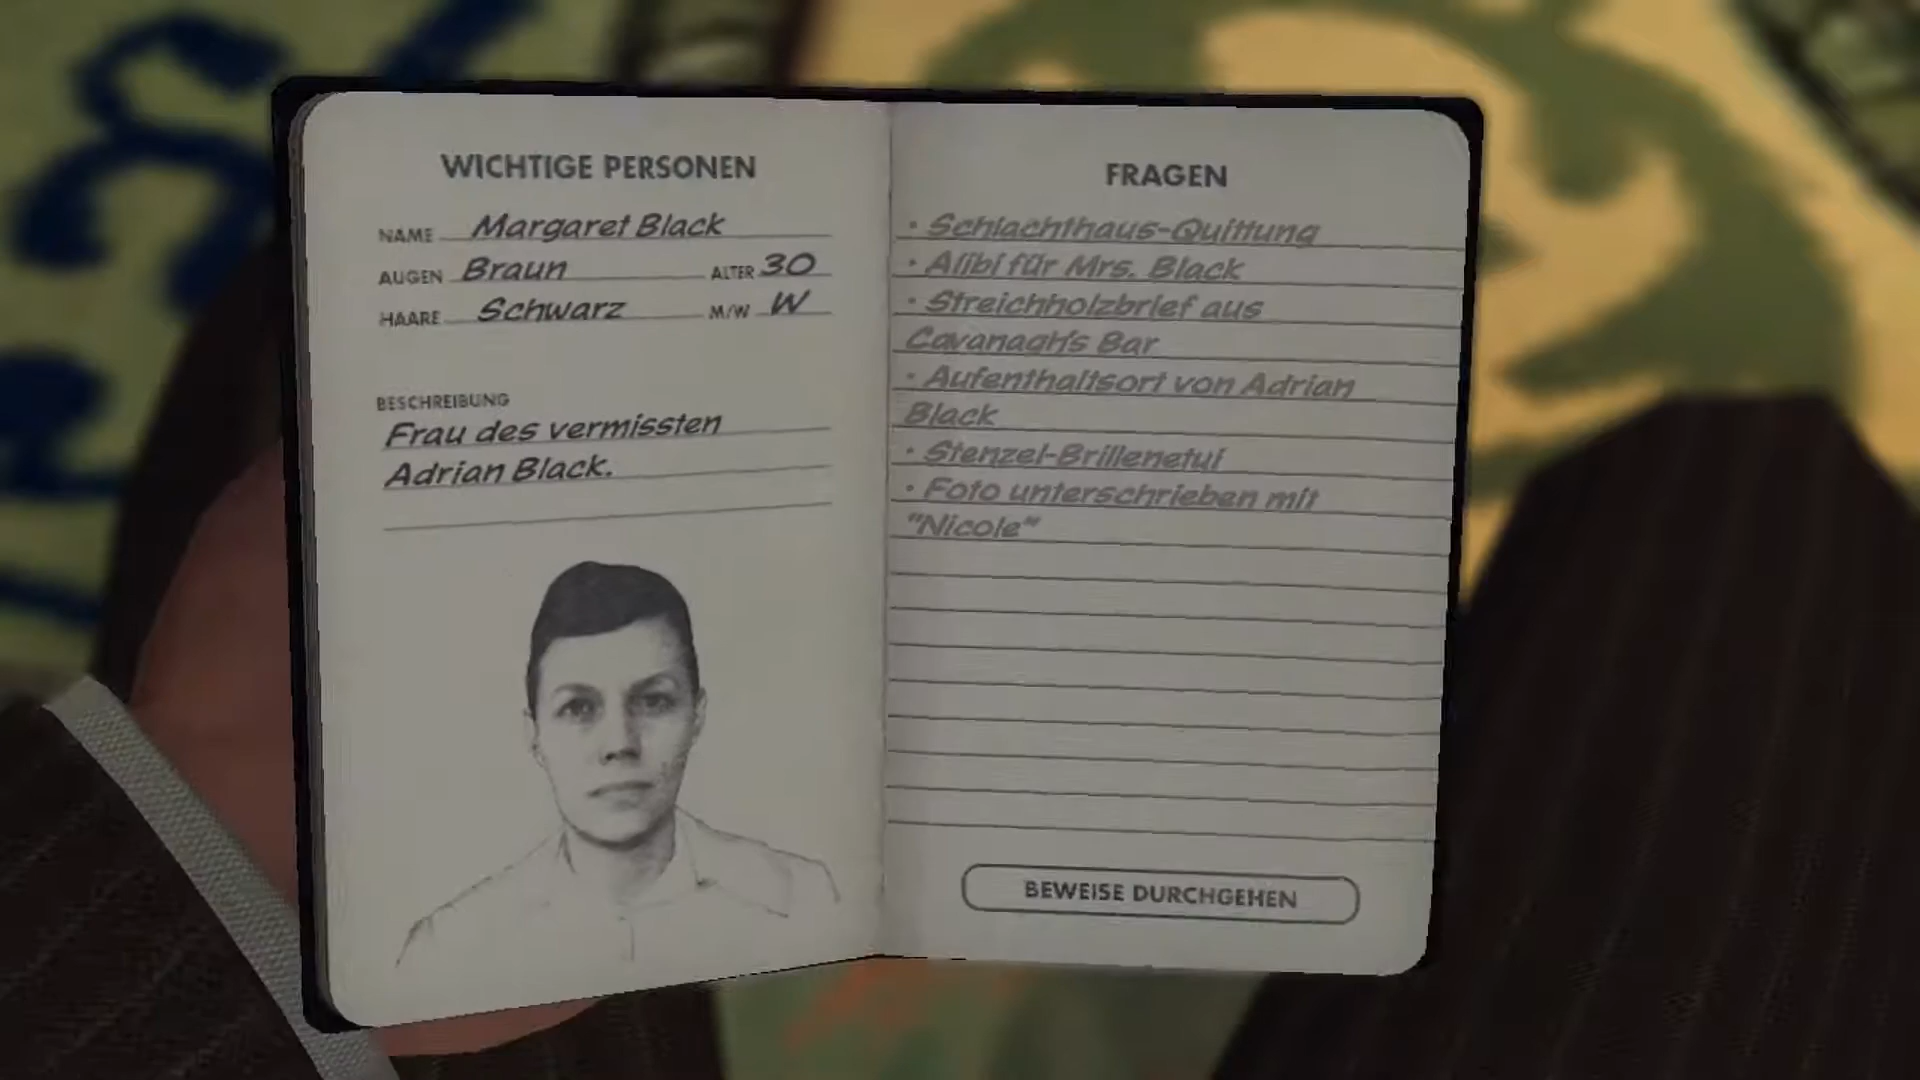 WICHTIGE PERSONEN
NAME Margaret Black
AUGEN Braun ALTER 30
HAARE Schwarz M/W W
BESCHREIBUNG
Frau des vermissten
Adrian Black.
FRAGEN
· Schlachthaus-Quittung
· Alibi für Mrs. Black
· Streichholzbrief aus
Cavanagh's Bar
· Aufenthaltsort von Adrian
Black
· Stenzel-Brillenetui
· Foto unterschrieben mit
"Nicole"
BEWEISE DURCHGEHEN